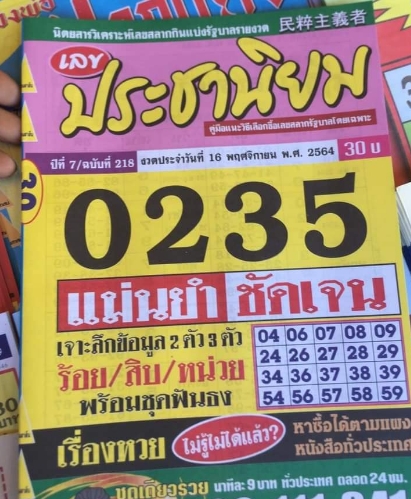 นิตยสารวิเคราะห์เลขสลากกินแบ่งรัฐบาลรายงวด 民粹主義者
เลข
ประชานิยม
คู่มือแนะวิธีเลือกซื้อเลขสลากรัฐบาลโดยเฉพาะ
ปีที่ 7/ฉบับที่ 218 งวดประจำวันที่ 16 พฤศจิกายน พ.ศ. 2564 30 บ
0235
แม่นยำ ชัดเจน
เจาะลึกข้อมูล 2 ตัว 3 ตัว
ร้อย/สิบ/หน่วย
พร้อมชุดฟันธง
04 06 07 08 09
24 26 27 28 29
34 36 37 38 39
54 56 57 58 59
เรื่องหวย ไม่รู้ไม่ได้แล้ว?
หาซื้อได้ตามแผง
หนังสือทั่วประเทศ
ชุดเดียวรวย นาทีละ 9 บาท ทั่วประเทศ ตลอด 24 ชม.